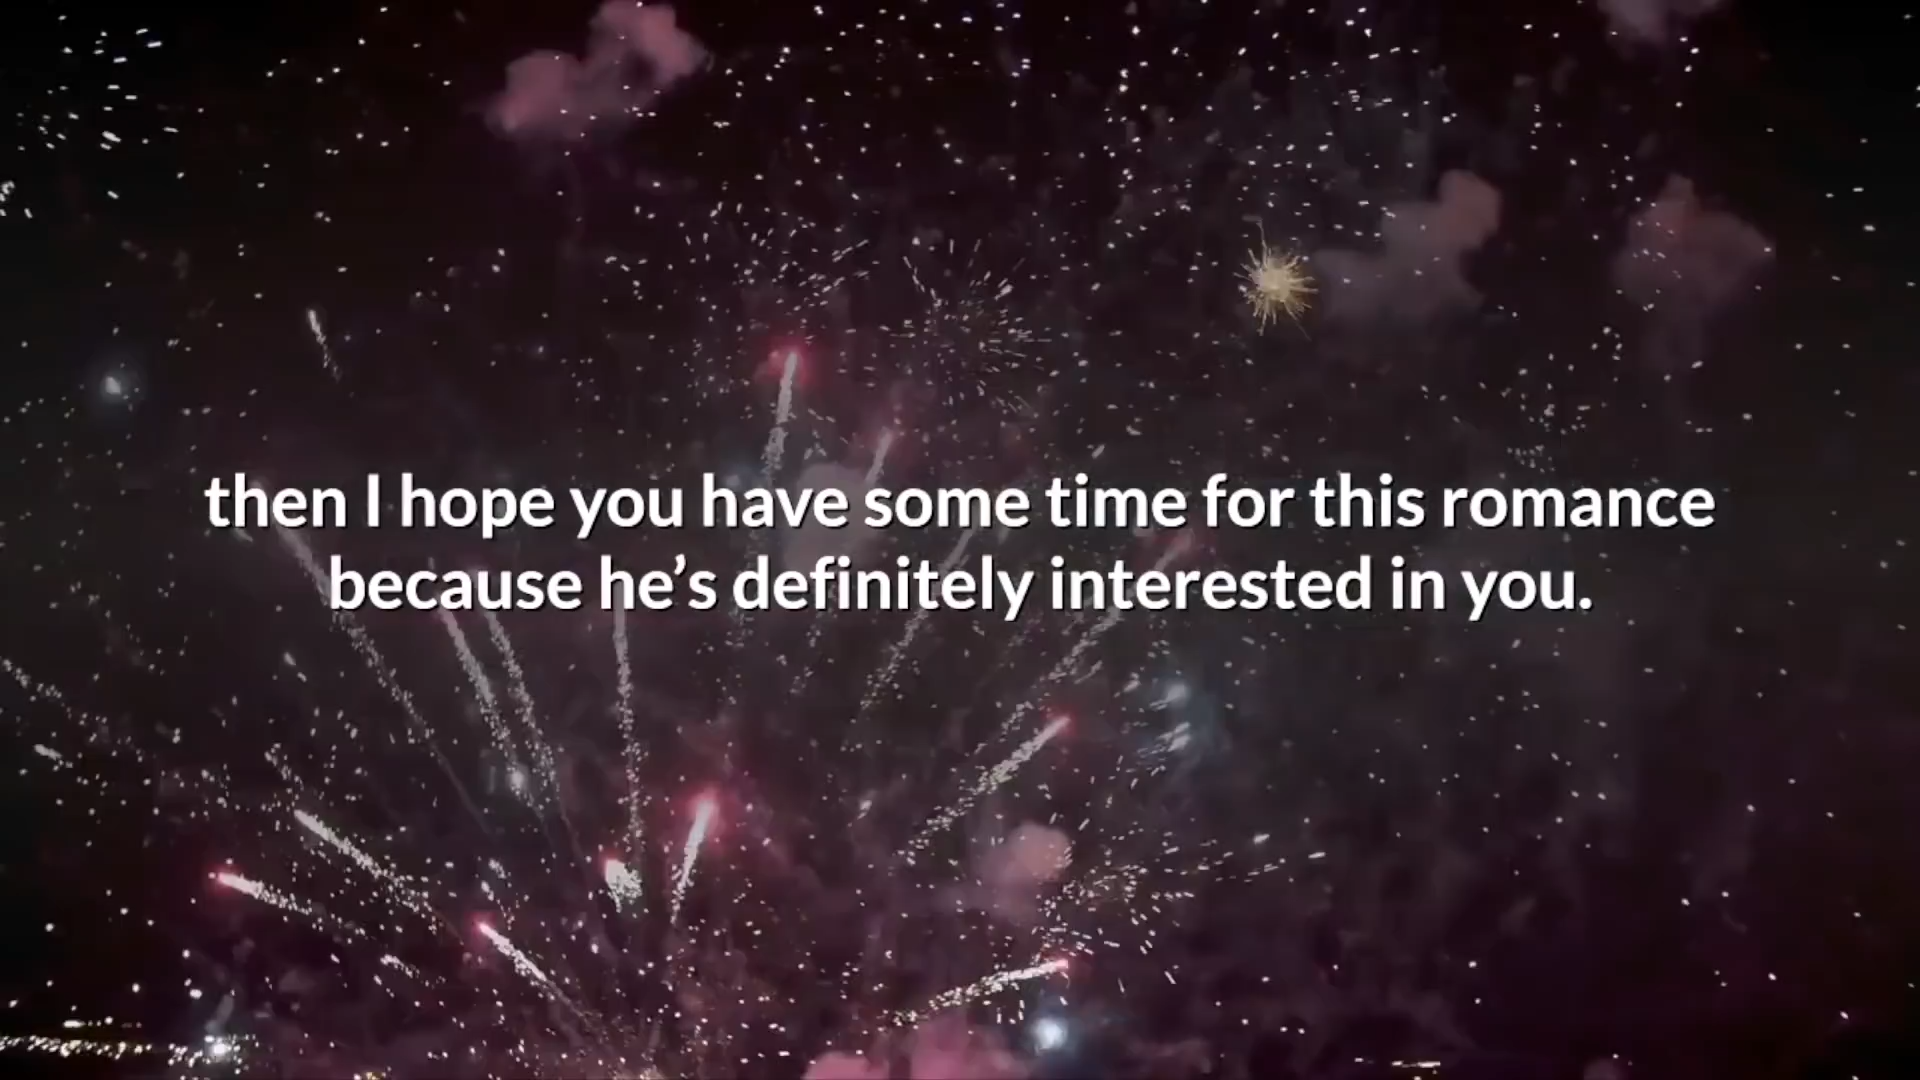 then I hope you have some time for this romance
because he’s definitely interested in you.